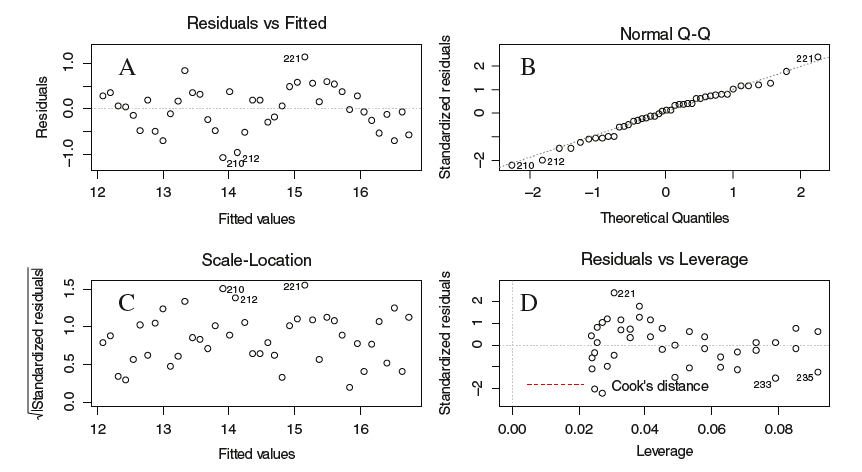 Residuals vs Fitted
A
221
210
212
Residuals
1.0
0.0
−1.0
12 13 14 15 16
Fitted values
Normal Q-Q
B
221
210
212
Standardized residuals
2
1
0
−2
−2 −1 0 1 2
Theoretical Quantiles
Scale-Location
C
210
212
221
√|Standardized residuals|
1.5
1.0
0.5
0.0
12 13 14 15 16
Fitted values
Residuals vs Leverage
D
221
Cook's distance
233
235
Standardized residuals
2
1
0
−2
0.00 0.02 0.04 0.06 0.08
Leverage